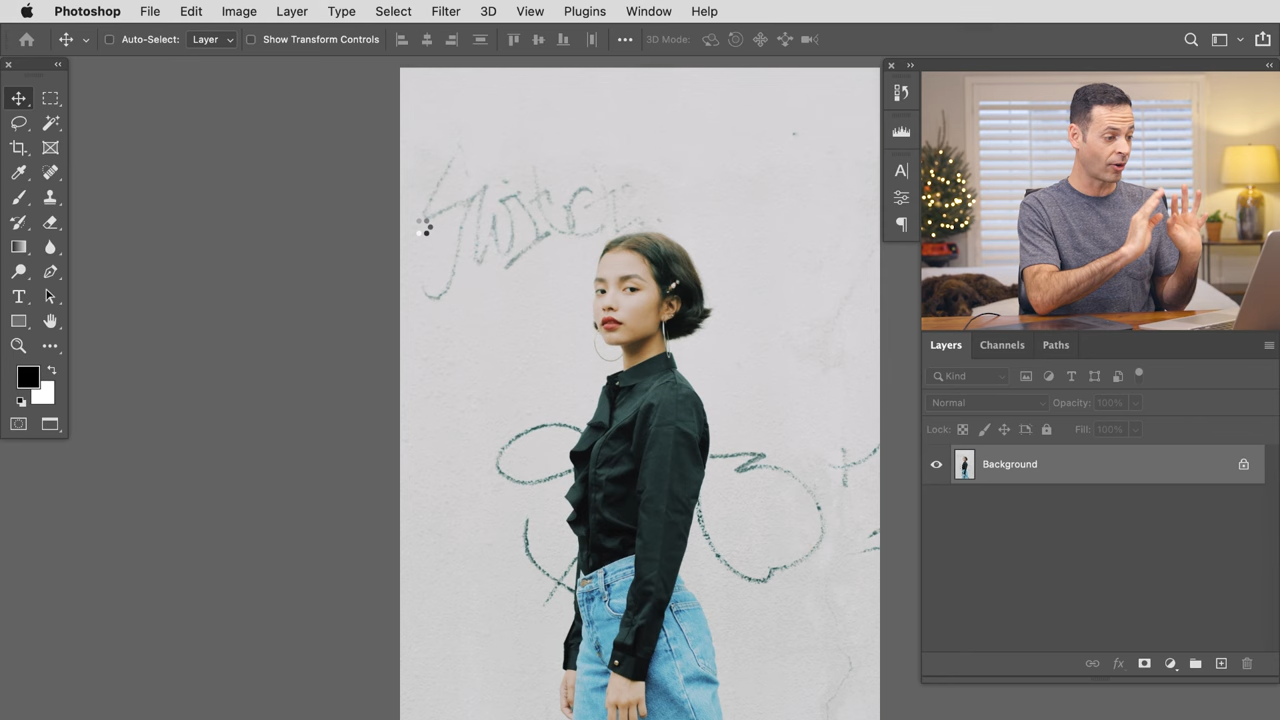 Photoshop File Edit Image Layer Type Select Filter 3D View Plugins Window Help
Auto-Select: Layer Show Transform Controls 3D Mode:
Layers Channels Paths
Kind
Normal Opacity: 100%
Lock: Fill: 100%
Background